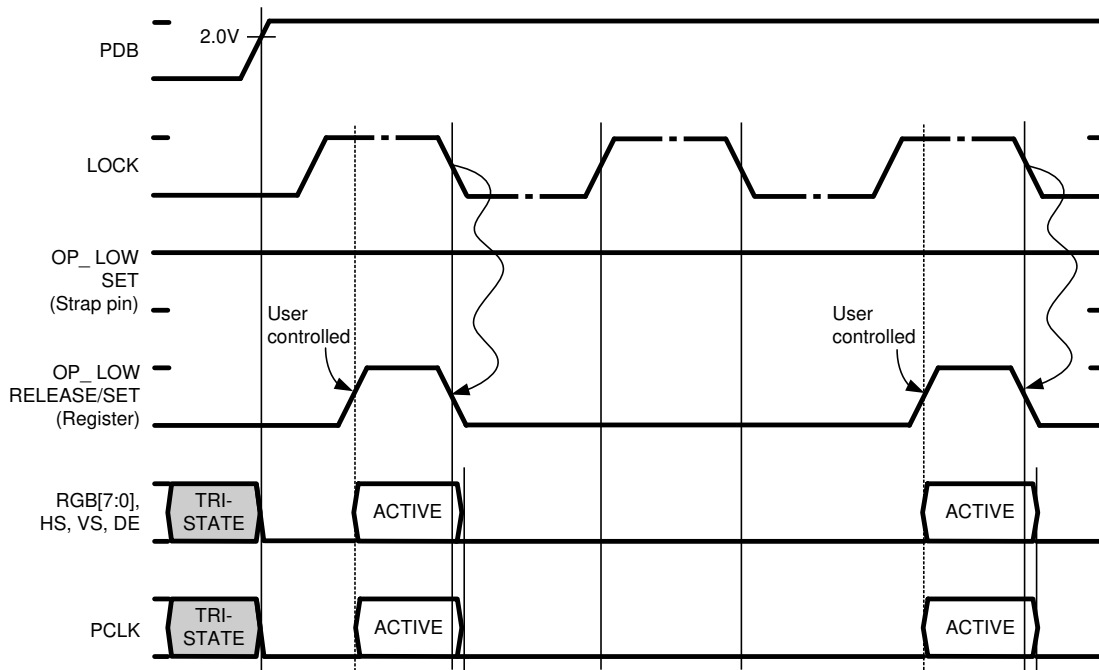 2.0V
PDB
LOCK
OP_ LOW
SET
(Strap pin)
User
controlled
User
controlled
OP_ LOW
RELEASE/SET
(Register)
RGB[7:0],
HS, VS, DE
TRI-
STATE
ACTIVE
ACTIVE
PCLK
TRI-
STATE
ACTIVE
ACTIVE